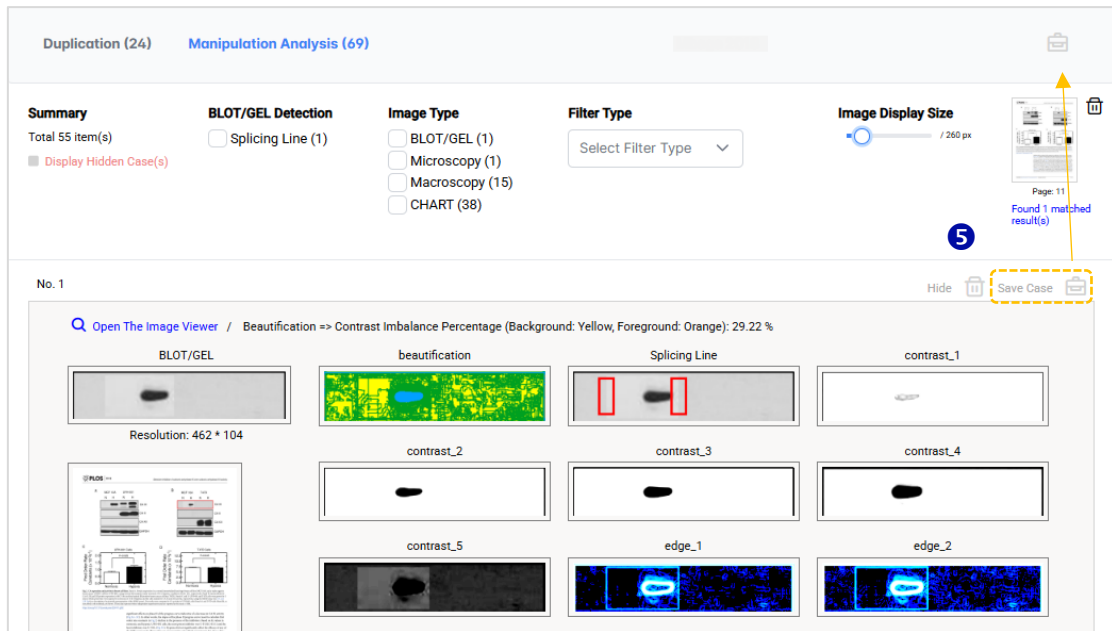 Duplication (24)
Manipulation Analysis (69)
Summary
Total 55 item(s)
Display Hidden Case(s)
BLOT/GEL Detection
Splicing Line (1)
Image Type
BLOT/GEL (1)
Microscopy (1)
Macroscopy (15)
CHART (38)
Filter Type
Select Filter Type
Image Display Size
/ 260 px
Page: 11
Found 1 matched
result(s)
5
No. 1
Hide
Save Case
Open The Image Viewer / Beautification => Contrast Imbalance Percentage (Background: Yellow, Foreground: Orange): 29.22 %
BLOT/GEL
beautification
Splicing Line
contrast_1
Resolution: 462 * 104
contrast_2
contrast_3
contrast_4
PLOS
contrast_5
edge_1
edge_2